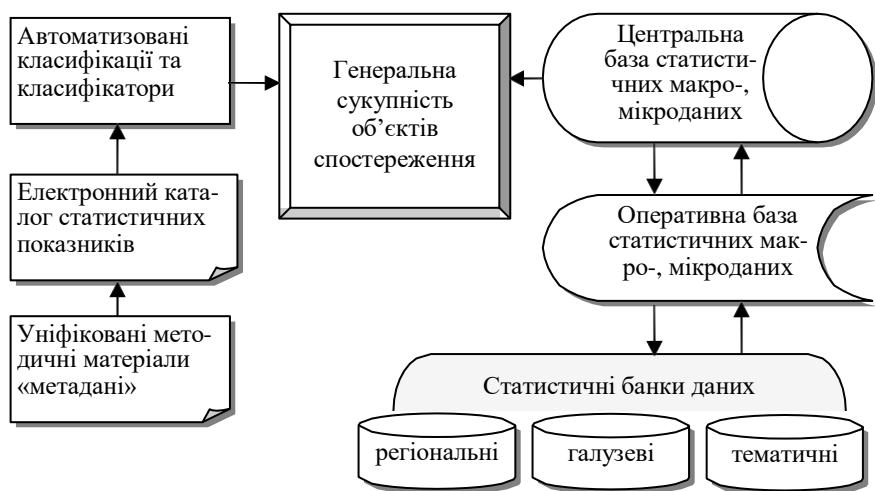 Автоматизовані
класифікації та
класифікатори
Електронний ката-
лог статистичних
показників
Уніфіковані мето-
дичні матеріали
«метадані»
Генеральна
сукупність
об’єктів
спостереження
Центральна
база статисти-
чних макро-,
мікроданих
Оперативна база
статистичних мак-
ро-, мікроданих
Статистичні банки даних
регіональні
галузеві
тематичні